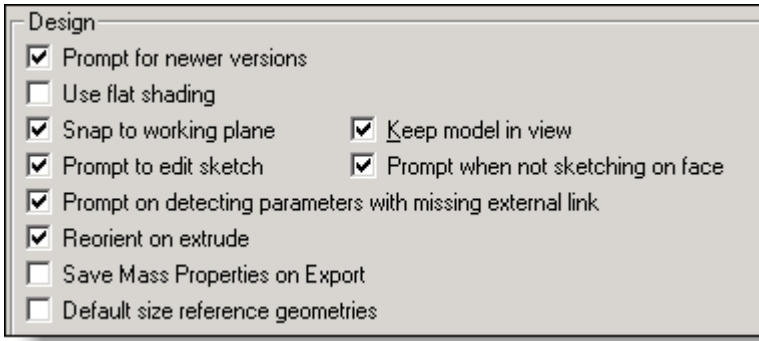 Design
Prompt for newer versions
Use flat shading
Snap to working plane Keep model in view
Prompt to edit sketch Prompt when not sketching on face
Prompt on detecting parameters with missing external link
Reorient on extrude
Save Mass Properties on Export
Default size reference geometries